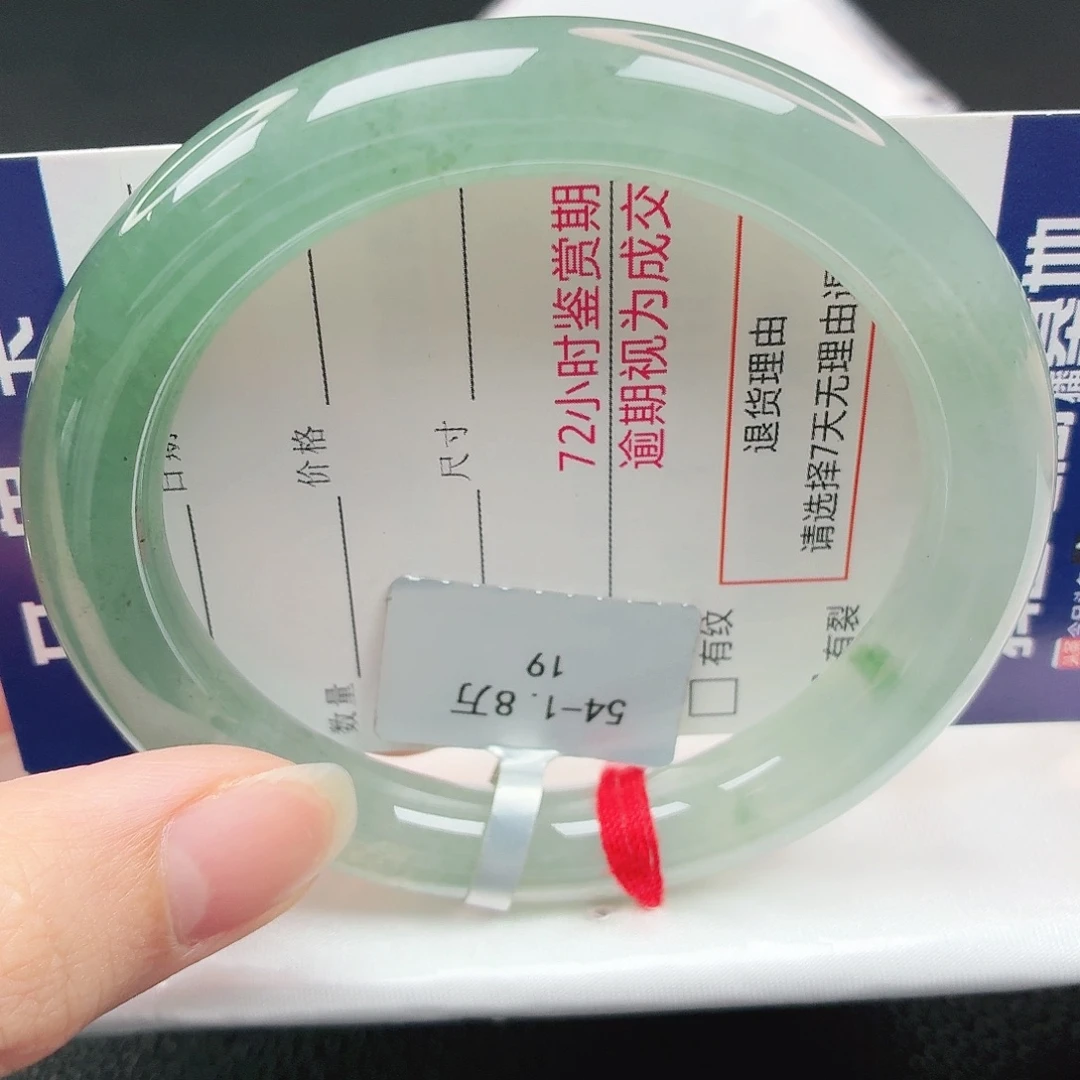 日期
价格
数量
尺寸
72小时鉴赏期
逾期视为成交
退货理由
请选择7天无理由
有纹
有裂
54-1.8万
19